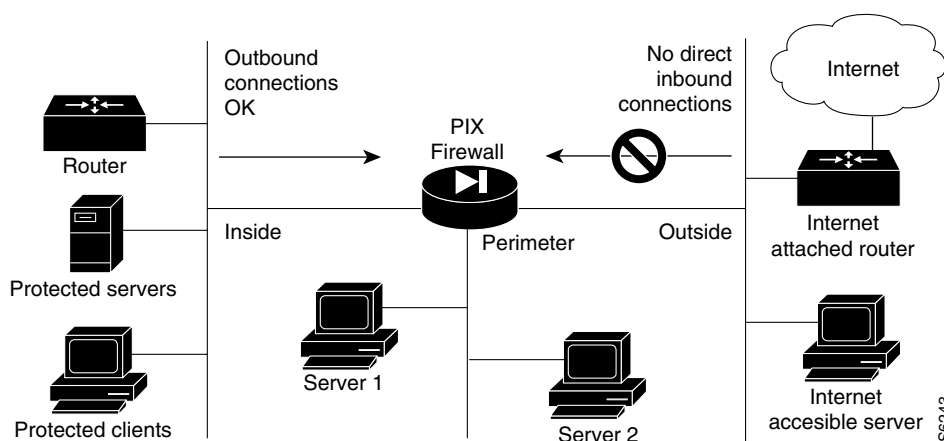 Outbound
connections
OK
No direct
inbound
connections
Internet
PIX
Firewall
Router
Inside
Perimeter
Outside
Internet
attached router
Protected servers
Server 1
Internet
accesible server
Protected clients
Server 2